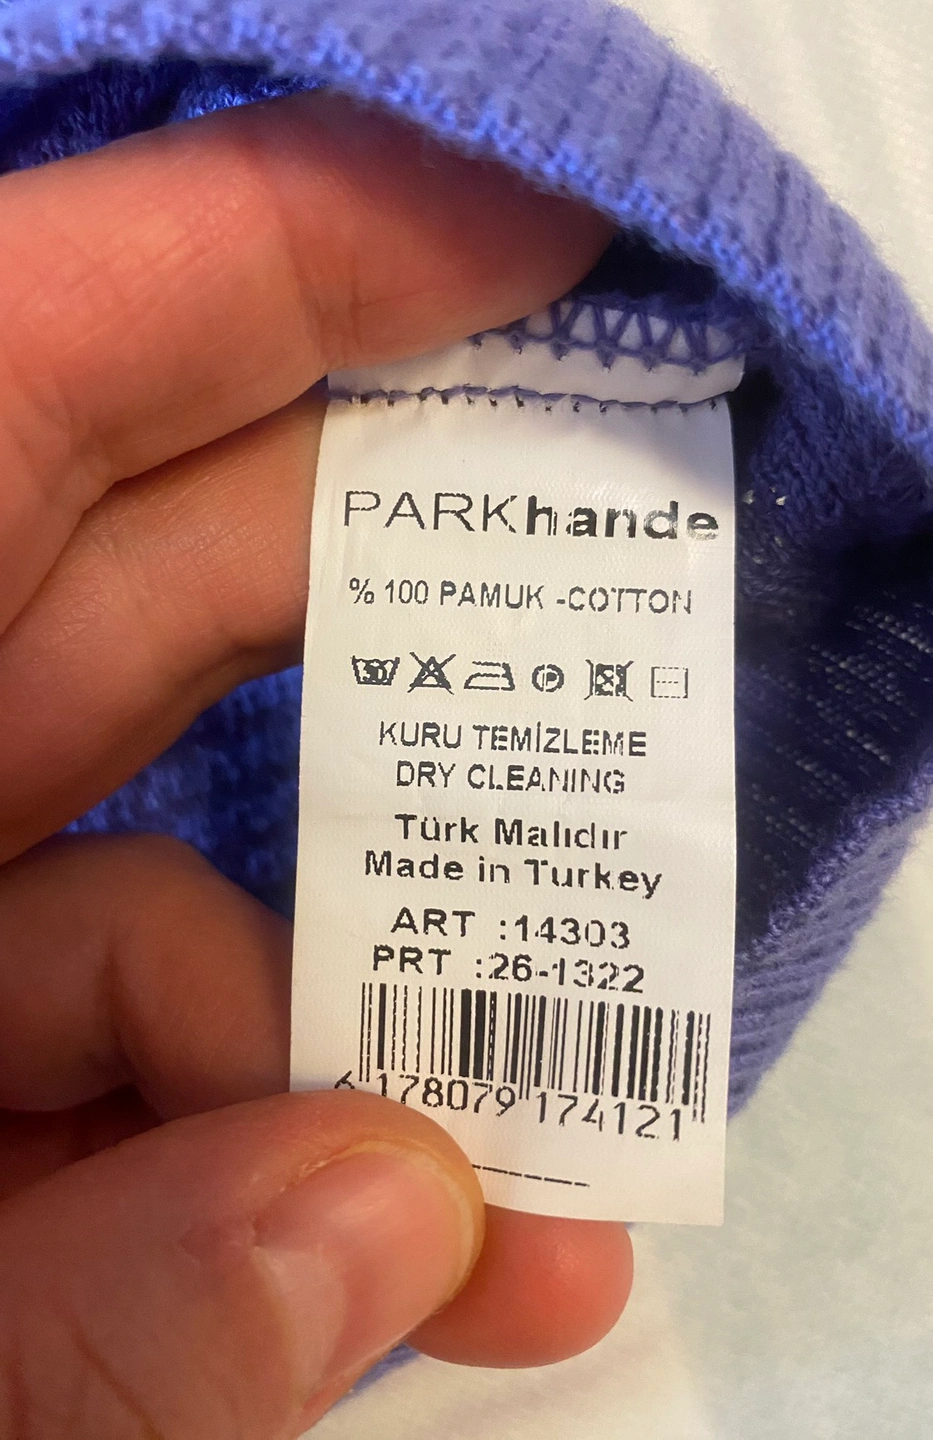 PARKhande
% 100 PAMUK -COTTON
30
P
KURU TEMİZLEME
DRY CLEANING
Türk Malıdır
Made in Turkey
ART :14303
PRT :26-1322
6 178079 174121